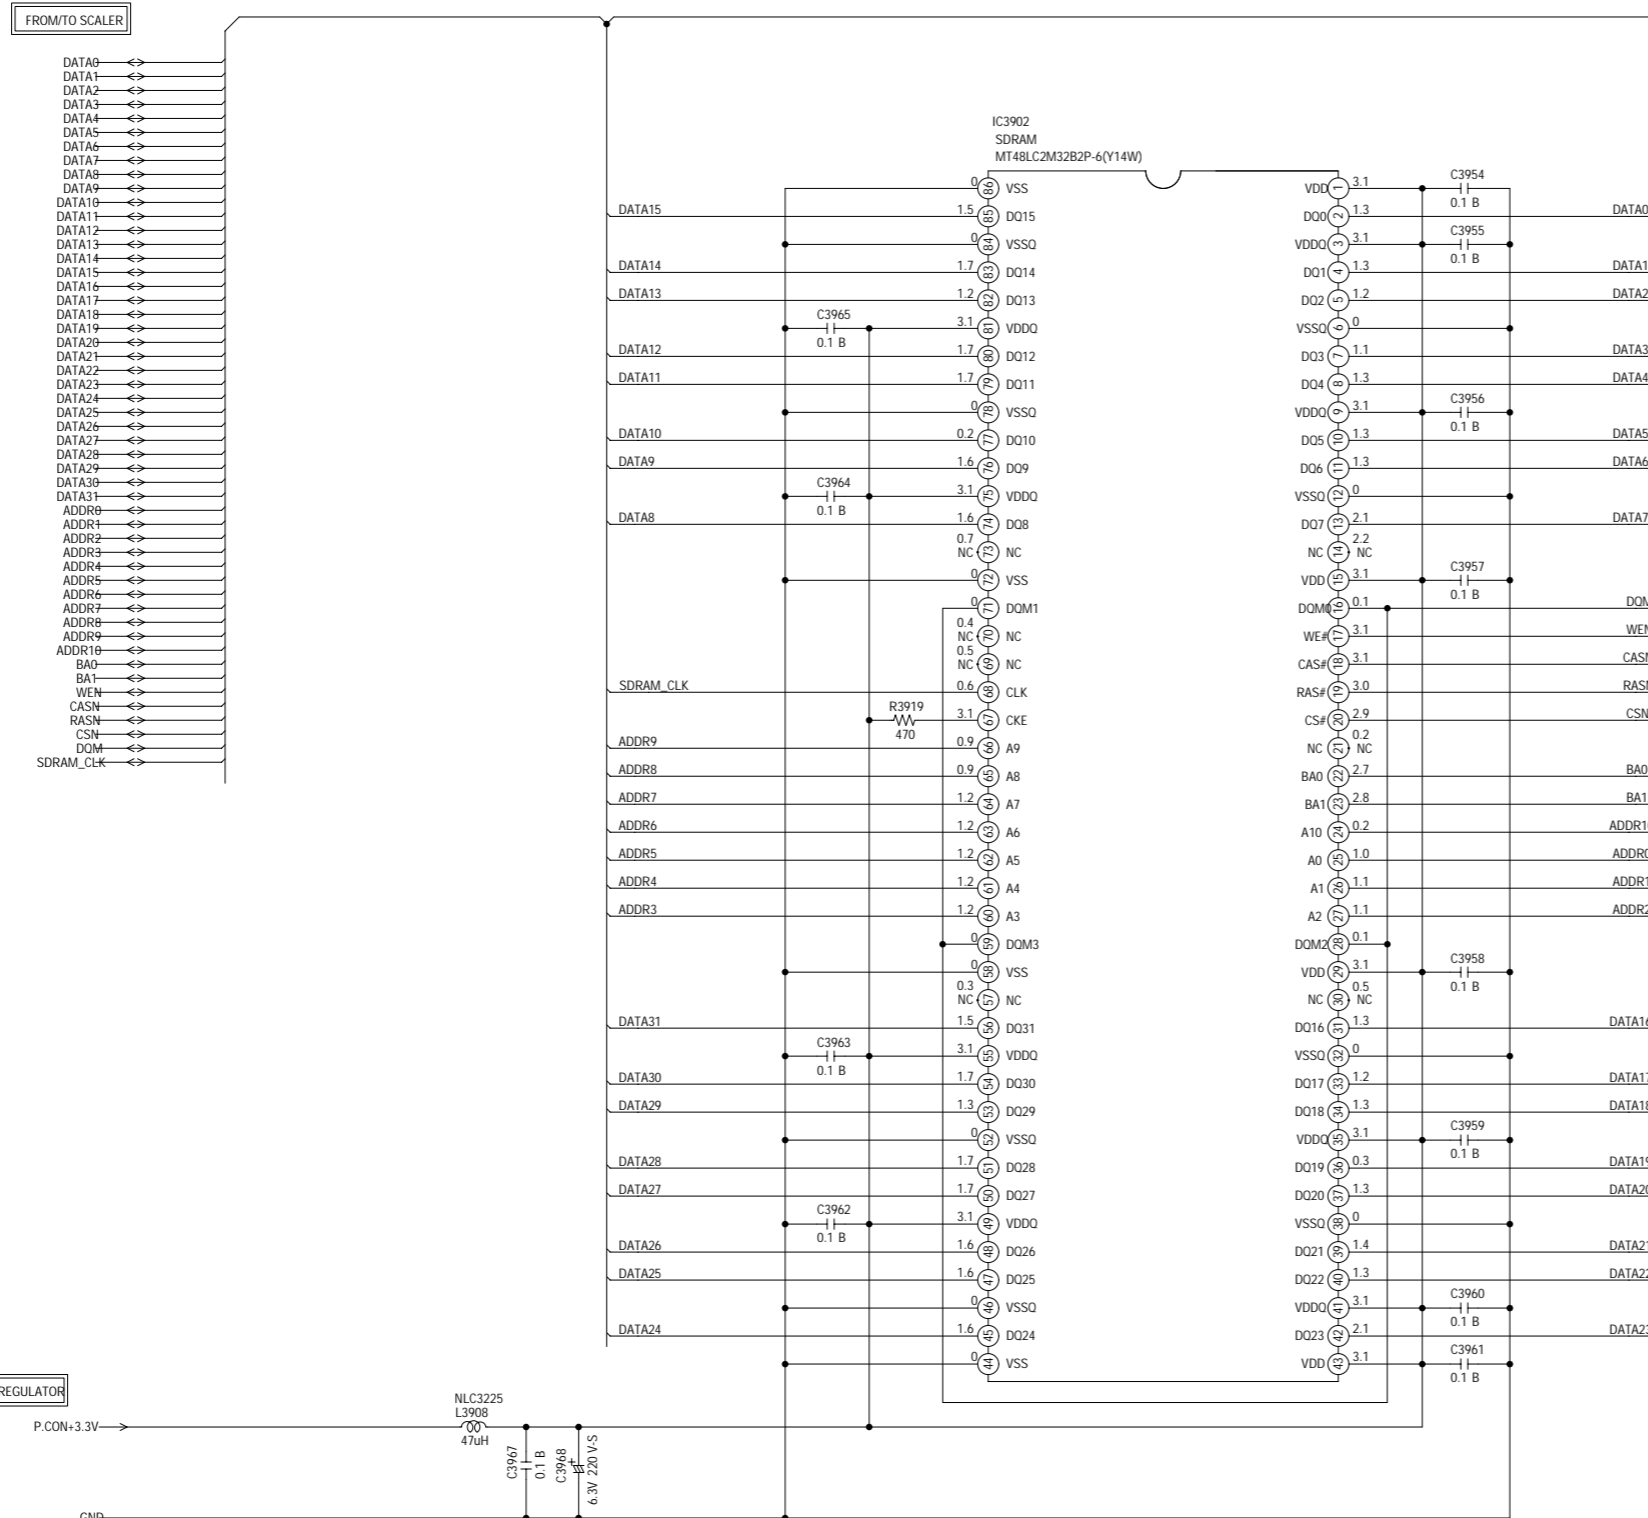 FROM/TO SCALER
DATA0
DATA1
DATA2
DATA3
DATA4
DATA5
DATA6
DATA7
DATA8
DATA9
DATA10
DATA11
DATA12
DATA13
DATA14
DATA15
DATA16
DATA17
DATA18
DATA19
DATA20
DATA21
DATA22
DATA23
DATA24
DATA25
DATA26
DATA27
DATA28
DATA29
DATA30
DATA31
ADDR0
ADDR1
ADDR2
ADDR3
ADDR4
ADDR5
ADDR6
ADDR7
ADDR8
ADDR9
ADDR10
BA0
BA1
WEN
CASN
RASN
CSN
DQM
SDRAM_CLK
IC3902
SDRAM
MT48LC2M32B2P-6(Y14W)
0 86 VSS
DATA15 1.5 85 DQ15
0 84 VSSQ
DATA14 1.7 83 DQ14
DATA13 1.2 82 DQ13
C3965 0.1 B 3.1 81 VDDQ
DATA12 1.7 80 DQ12
DATA11 1.7 79 DQ11
0 78 VSSQ
DATA10 0.2 77 DQ10
DATA9 1.6 76 DQ9
C3964 0.1 B 3.1 75 VDDQ
DATA8 1.6 74 DQ8
0.7 NC 73 NC
0 72 VSS
0 71 DQM1
0.4 NC 70 NC
0.5 NC 69 NC
SDRAM_CLK 0.6 68 CLK
R3919 470 3.1 67 CKE
ADDR9 0.9 66 A9
ADDR8 0.9 65 A8
ADDR7 1.2 64 A7
ADDR6 1.2 63 A6
ADDR5 1.2 62 A5
ADDR4 1.2 61 A4
ADDR3 1.2 60 A3
0 59 DQM3
0 58 VSS
0.3 NC 57 NC
DATA31 1.5 56 DQ31
C3963 0.1 B 3.1 55 VDDQ
DATA30 1.7 54 DQ30
DATA29 1.3 53 DQ29
0 52 VSSQ
DATA28 1.7 51 DQ28
DATA27 1.7 50 DQ27
C3962 0.1 B 3.1 49 VDDQ
DATA26 1.6 48 DQ26
DATA25 1.6 47 DQ25
0 46 VSSQ
DATA24 1.6 45 DQ24
0 44 VSS
VDD 1 3.1 C3954 0.1 B
DQ0 2 1.3 DATA0
VDDQ 3 3.1 C3955 0.1 B
DQ1 4 1.3 DATA1
DQ2 5 1.2 DATA2
VSSQ 6 0
DQ3 7 1.1 DATA3
DQ4 8 1.3 DATA4
VDDQ 9 3.1 C3956 0.1 B
DQ5 10 1.3 DATA5
DQ6 11 1.3 DATA6
VSSQ 12 0
DQ7 13 2.1 DATA7
NC 14 2.2 NC
VDD 15 3.1 C3957 0.1 B
DQM0 16 0.1 DQM
WE# 17 3.1 WEN
CAS# 18 3.1 CASN
RAS# 19 3.0 RASN
CS# 20 2.9 CSN
NC 21 0.2 NC
BA0 22 2.7 BA0
BA1 23 2.8 BA1
A10 24 0.2 ADDR10
A0 25 1.0 ADDR0
A1 26 1.1 ADDR1
A2 27 1.1 ADDR2
DQM2 28 0.1
VDD 29 3.1 C3958 0.1 B
NC 30 0.5 NC
DQ16 31 1.3 DATA16
VSSQ 32 0
DQ17 33 1.2 DATA17
DQ18 34 1.3 DATA18
VDDQ 35 3.1 C3959 0.1 B
DQ19 36 0.3 DATA19
DQ20 37 1.3 DATA20
VSSQ 38 0
DQ21 39 1.4 DATA21
DQ22 40 1.3 DATA22
VDDQ 41 3.1 C3960 0.1 B
DQ23 42 2.1 DATA23
VDD 43 3.1 C3961 0.1 B
REGULATOR
P.CON+3.3V
NLC3225
L3908
47uH
C3967
0.1 B
C3968
+
6.3V 220 V-S
GND